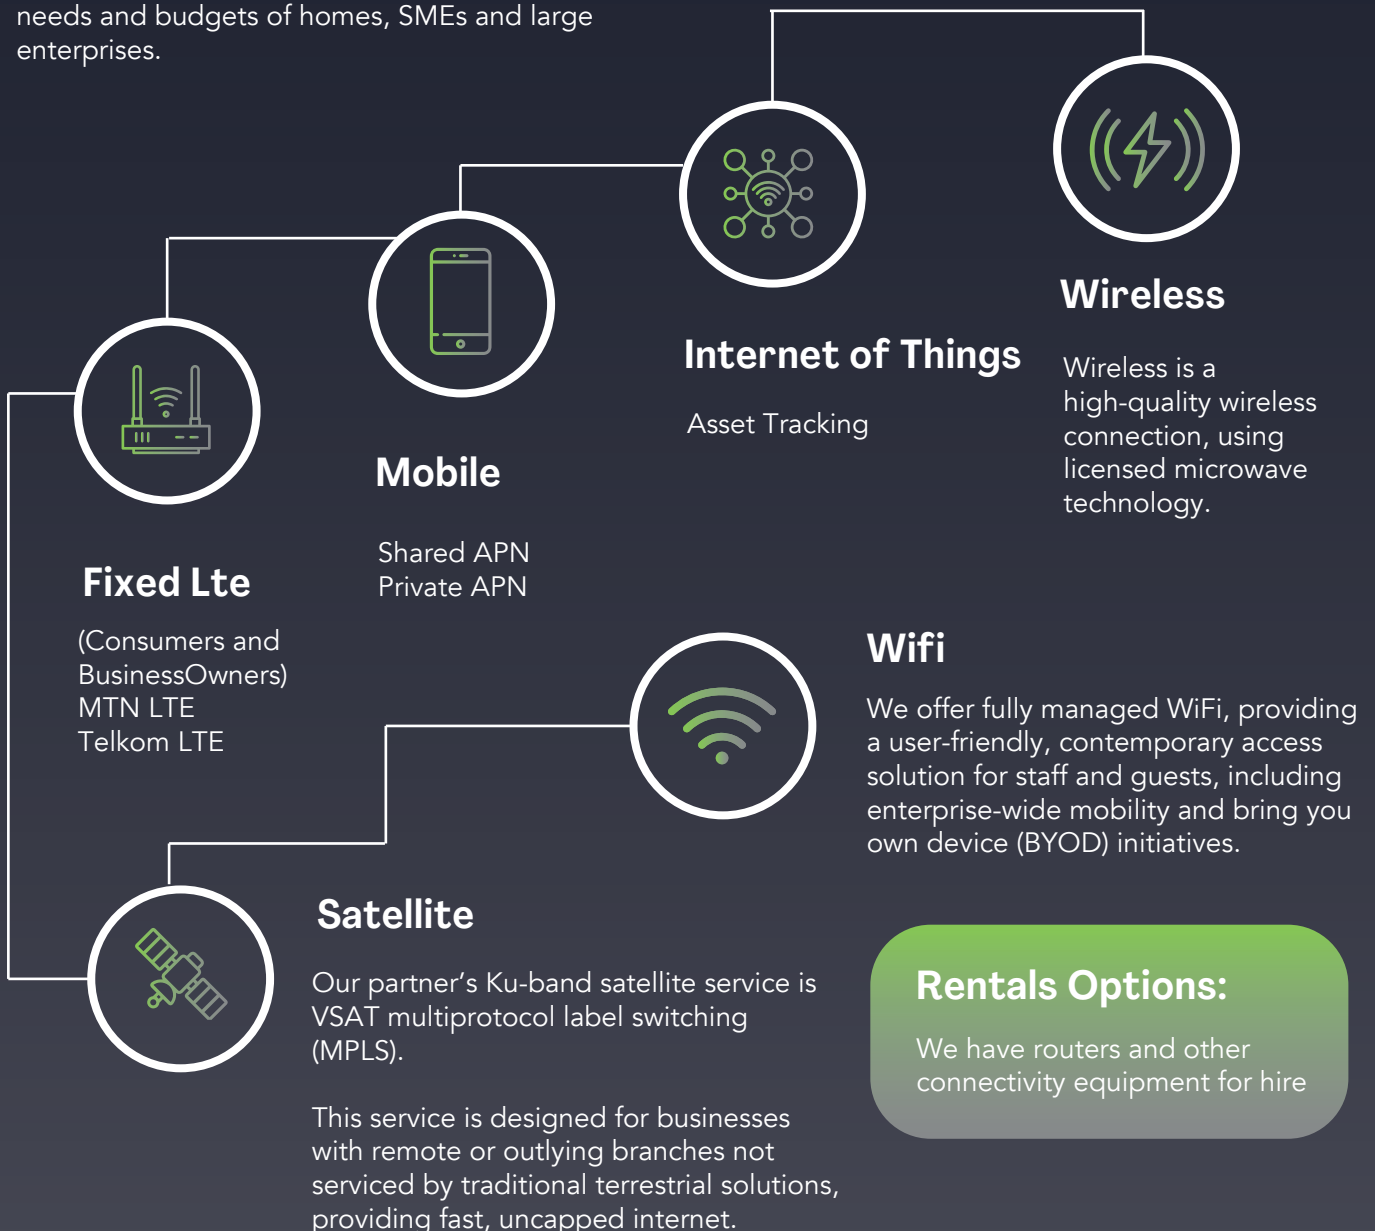 needs and budgets of homes, SMEs and large
enterprises.
Wireless
Wireless is a
high-quality wireless
connection, using
licensed microwave
technology.
Internet of Things
Asset Tracking
Mobile
Shared APN
Private APN
Fixed Lte
(Consumers and
BusinessOwners)
MTN LTE
Telkom LTE
Wifi
We offer fully managed WiFi, providing
a user-friendly, contemporary access
solution for staff and guests, including
enterprise-wide mobility and bring you
own device (BYOD) initiatives.
Satellite
Our partner’s Ku-band satellite service is
VSAT multiprotocol label switching
(MPLS).
This service is designed for businesses
with remote or outlying branches not
serviced by traditional terrestrial solutions,
providing fast, uncapped internet.
Rentals Options:
We have routers and other
connectivity equipment for hire